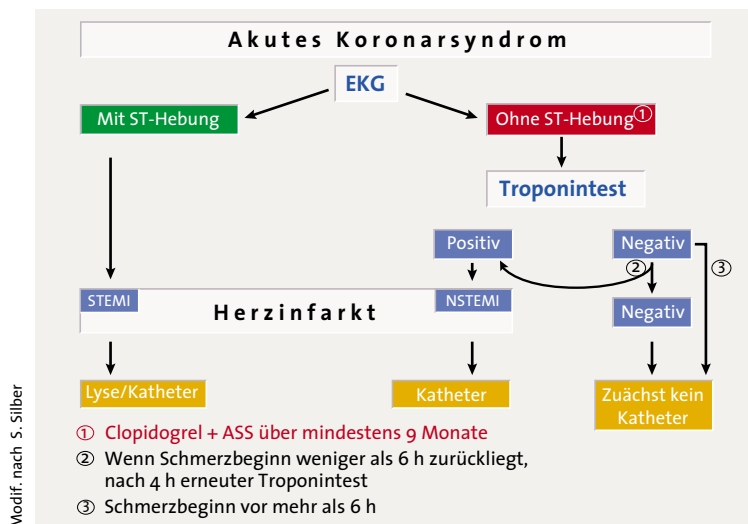 Akutes Koronarsyndrom
EKG
Mit ST-Hebung
Ohne ST-Hebung①
Troponintest
Positiv
Negativ
②
③
STEMI
Herzinfarkt
NSTEMI
Negativ
Lyse/Katheter
Katheter
Zuächst kein
Katheter
① Clopidogrel + ASS über mindestens 9 Monate
② Wenn Schmerzbeginn weniger als 6 h zurückliegt,
nach 4 h erneuter Troponintest
③ Schmerzbeginn vor mehr als 6 h
Modif. nach S. Silber